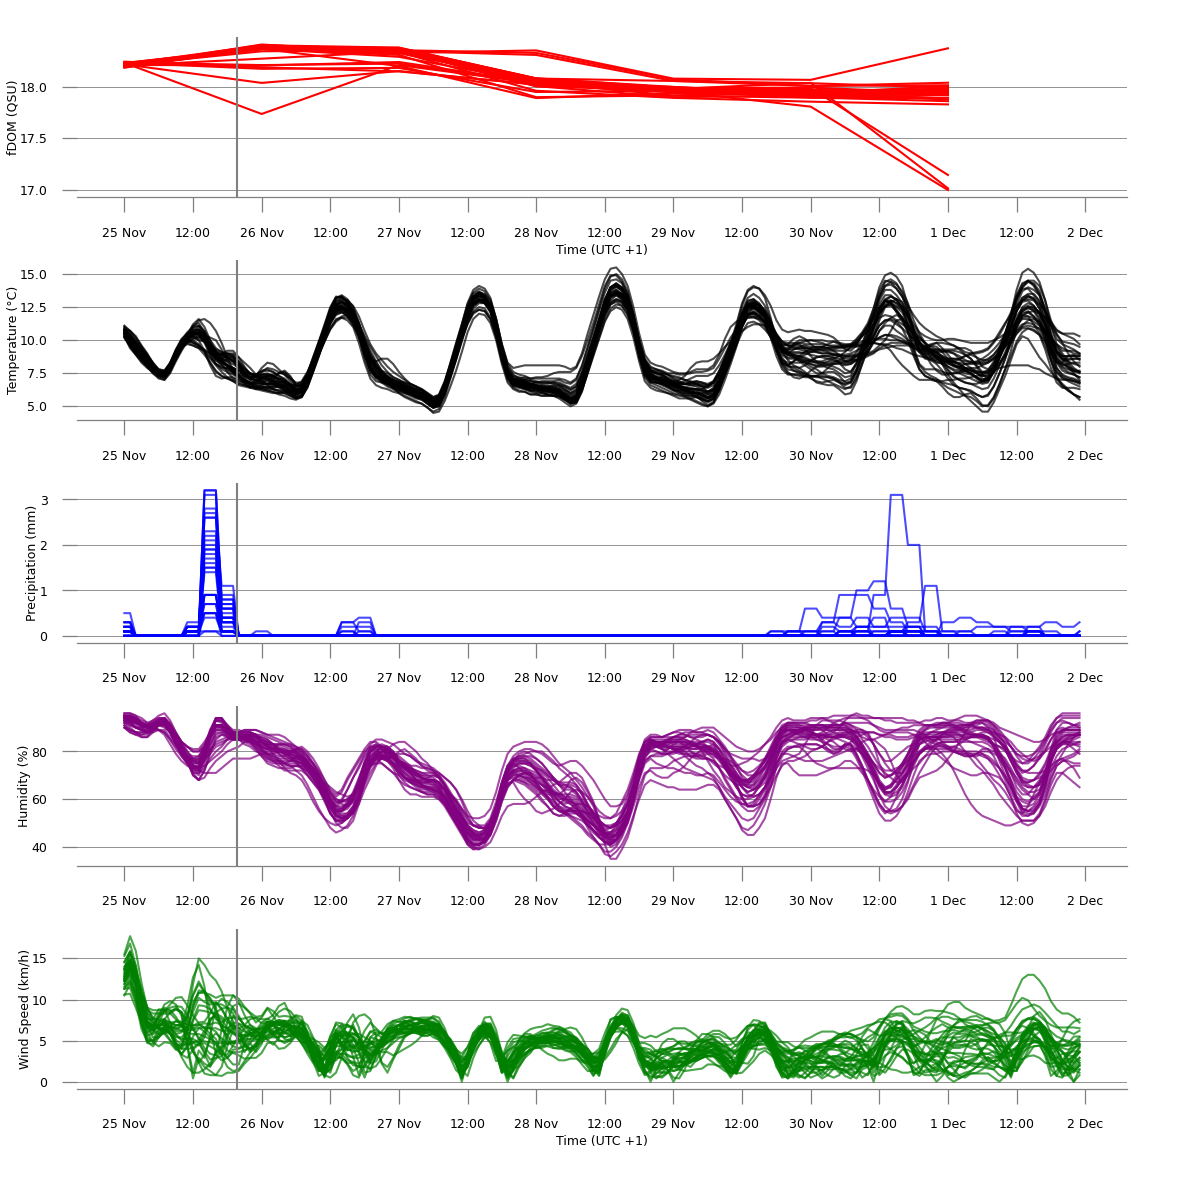 fDOM (QSU)
18.0
17.5
17.0
25 Nov 12:00 26 Nov 12:00 27 Nov 12:00 28 Nov 12:00 29 Nov 12:00 30 Nov 12:00 1 Dec 12:00 2 Dec
Time (UTC +1)
Temperature (°C)
15.0
12.5
10.0
7.5
5.0
25 Nov 12:00 26 Nov 12:00 27 Nov 12:00 28 Nov 12:00 29 Nov 12:00 30 Nov 12:00 1 Dec 12:00 2 Dec
Precipitation (mm)
3
2
1
0
25 Nov 12:00 26 Nov 12:00 27 Nov 12:00 28 Nov 12:00 29 Nov 12:00 30 Nov 12:00 1 Dec 12:00 2 Dec
Humidity (%)
80
60
40
25 Nov 12:00 26 Nov 12:00 27 Nov 12:00 28 Nov 12:00 29 Nov 12:00 30 Nov 12:00 1 Dec 12:00 2 Dec
Wind Speed (km/h)
15
10
5
0
25 Nov 12:00 26 Nov 12:00 27 Nov 12:00 28 Nov 12:00 29 Nov 12:00 30 Nov 12:00 1 Dec 12:00 2 Dec
Time (UTC +1)